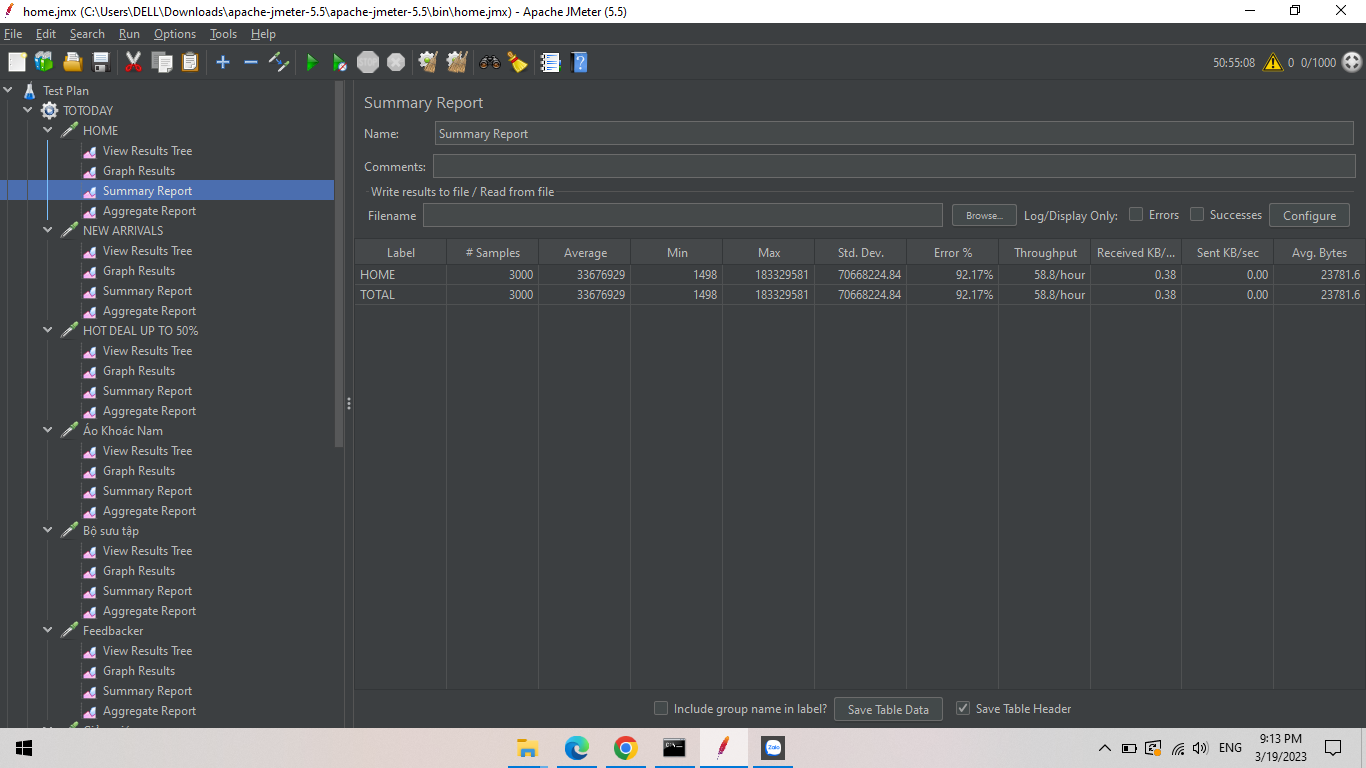 home.jmx (C:\Users\DELL\Downloads\apache-jmeter-5.5\apache-jmeter-5.5\bin\home.jmx) - Apache JMeter (5.5)
File Edit Search Run Options Tools Help
STOP 50:55:08 0 0/1000
Test Plan
TOTODAY
HOME
View Results Tree
Graph Results
Summary Report
Aggregate Report
NEW ARRIVALS
View Results Tree
Graph Results
Summary Report
Aggregate Report
HOT DEAL UP TO 50%
View Results Tree
Graph Results
Summary Report
Aggregate Report
Áo Khoác Nam
View Results Tree
Graph Results
Summary Report
Aggregate Report
Bộ sưu tập
View Results Tree
Graph Results
Summary Report
Aggregate Report
Feedbacker
View Results Tree
Graph Results
Summary Report
Aggregate Report
Summary Report
Name: Summary Report
Comments:
Write results to file / Read from file
Filename Browse... Log/Display Only: Errors Successes Configure
Label # Samples Average Min Max Std. Dev. Error % Throughput Received KB/... Sent KB/sec Avg. Bytes
HOME 3000 33676929 1498 183329581 70668224.84 92.17% 58.8/hour 0.38 0.00 23781.6
TOTAL 3000 33676929 1498 183329581 70668224.84 92.17% 58.8/hour 0.38 0.00 23781.6
Include group name in label? Save Table Data Save Table Header
Zalo
ENG
9:13 PM
3/19/2023